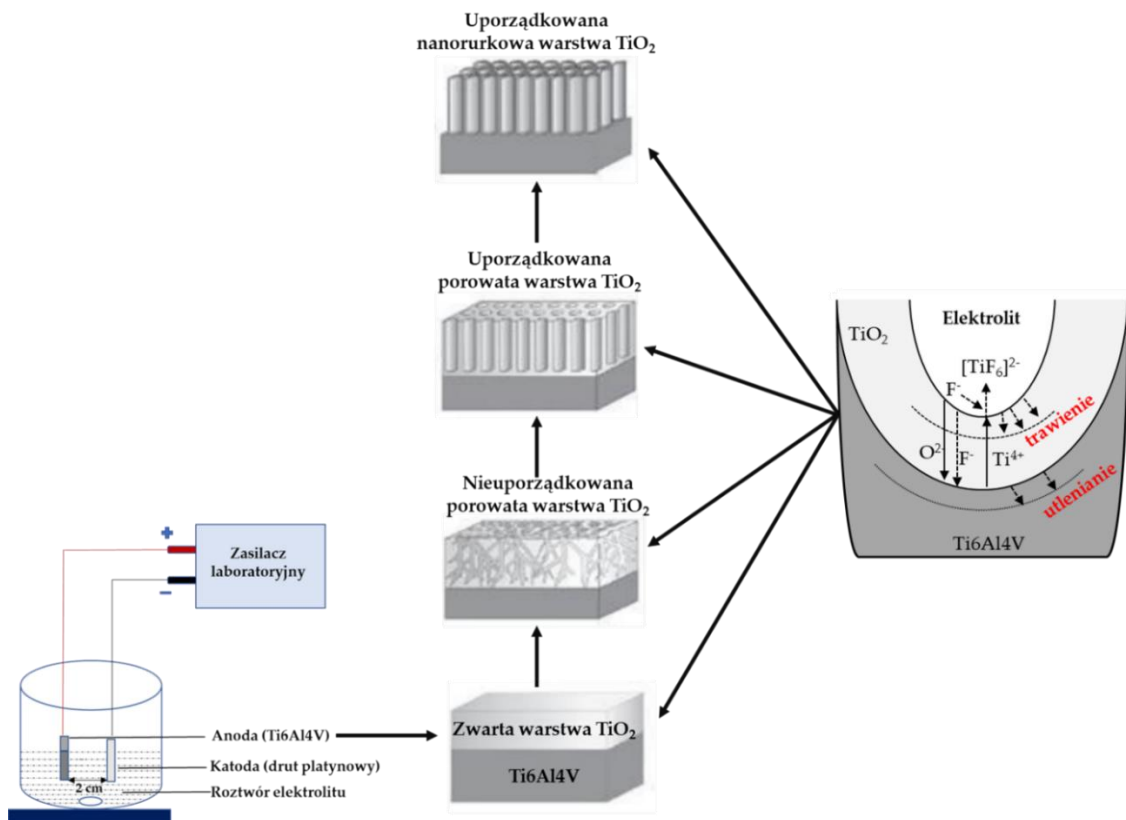 Uporządkowana
nanorurkowa warstwa TiO₂
Uporządkowana
porowata warstwa TiO₂
Nieuporządkowana
porowata warstwa TiO₂
Zwarta warstwa TiO₂
Ti6Al4V
+
Zasilacz
laboratoryjny
−
Anoda (Ti6Al4V)
Katoda (drut platynowy)
2 cm
Roztwór elektrolitu
Elektrolit
TiO₂
[TiF₆]²⁻
F⁻
trawienie
O²⁻
F⁻
Ti⁴⁺
utlenianie
Ti6Al4V